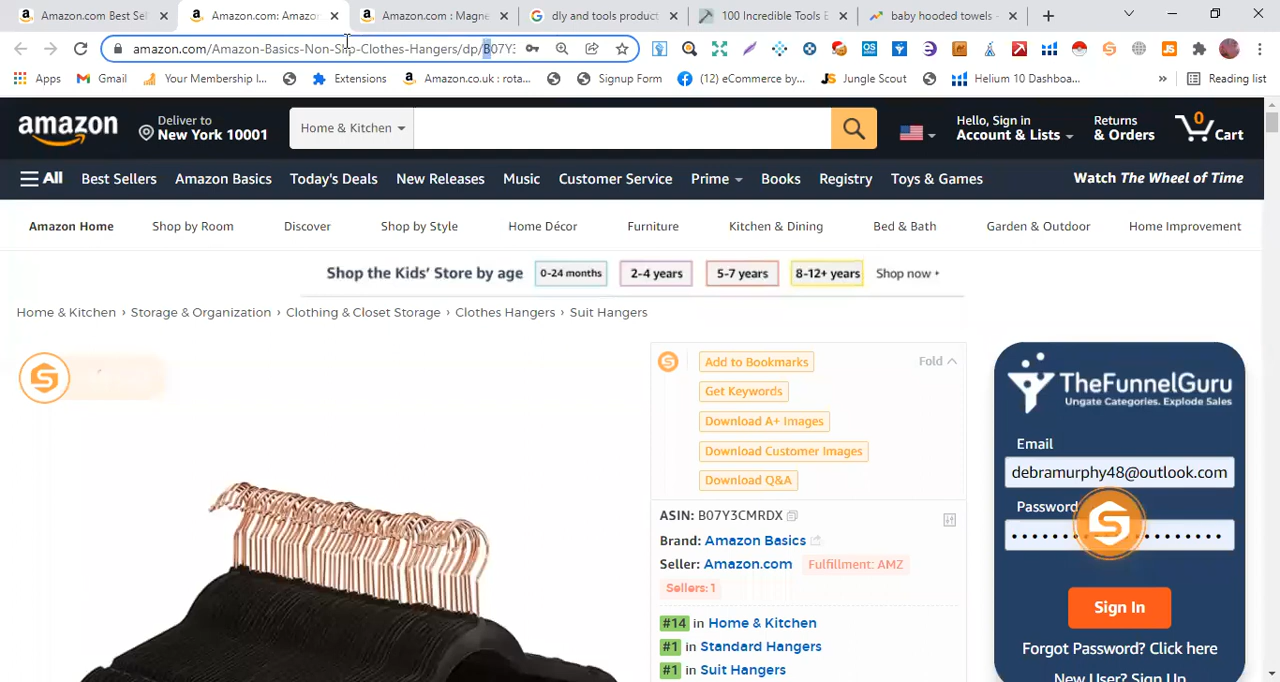 Amazon.com Best Sel
Amazon.com: Amazo
Amazon.com : Magne
dly and tools product
100 Incredible Tools E
baby hooded towels -
amazon.com/Amazon-Basics-Non-Slip-Clothes-Hangers/dp/B07Y3
Apps
Gmail
Your Membership I...
Extensions
Amazon.co.uk : rota...
Signup Form
(12) eCommerce by...
Jungle Scout
Helium 10 Dashboa...
»
Reading list
amazon
Deliver to
New York 10001
Home & Kitchen
Hello, Sign in
Account & Lists
Returns
& Orders
0
Cart
All
Best Sellers
Amazon Basics
Today's Deals
New Releases
Music
Customer Service
Prime
Books
Registry
Toys & Games
Watch The Wheel of Time
Amazon Home
Shop by Room
Discover
Shop by Style
Home Décor
Furniture
Kitchen & Dining
Bed & Bath
Garden & Outdoor
Home Improvement
Shop the Kids' Store by age
0-24 months
2-4 years
5-7 years
8-12+ years
Shop now
Home & Kitchen › Storage & Organization › Clothing & Closet Storage › Clothes Hangers › Suit Hangers
Add to Bookmarks
Fold
Get Keywords
Download A+ Images
Download Customer Images
Download Q&A
ASIN: B07Y3CMRDX
Brand: Amazon Basics
Seller: Amazon.com
Fulfillment: AMZ
Sellers: 1
#14 in Home & Kitchen
#1 in Standard Hangers
#1 in Suit Hangers
TheFunnelGuru
Ungate Categories. Explode Sales
Email
debramurphy48@outlook.com
Password
Sign In
Forgot Password? Click here
New User? Sign Up